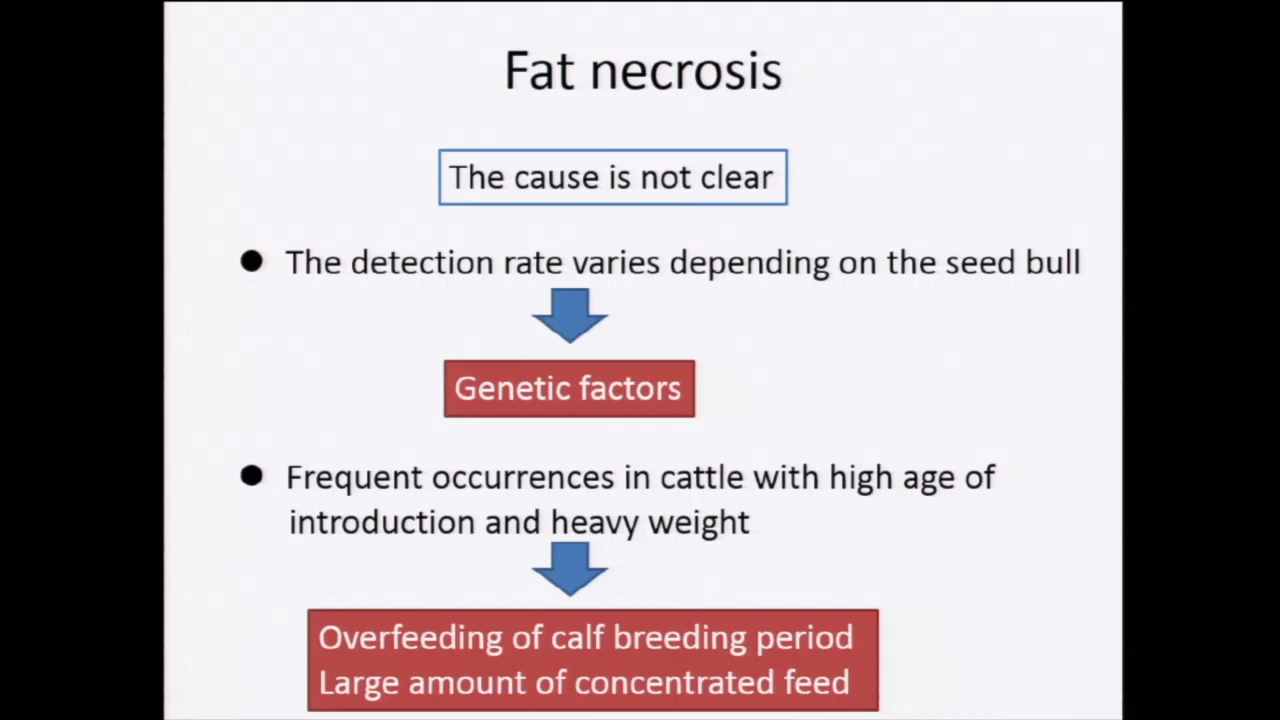 Fat necrosis
The cause is not clear
● The detection rate varies depending on the seed bull
Genetic factors
● Frequent occurrences in cattle with high age of
introduction and heavy weight
Overfeeding of calf breeding period
Large amount of concentrated feed